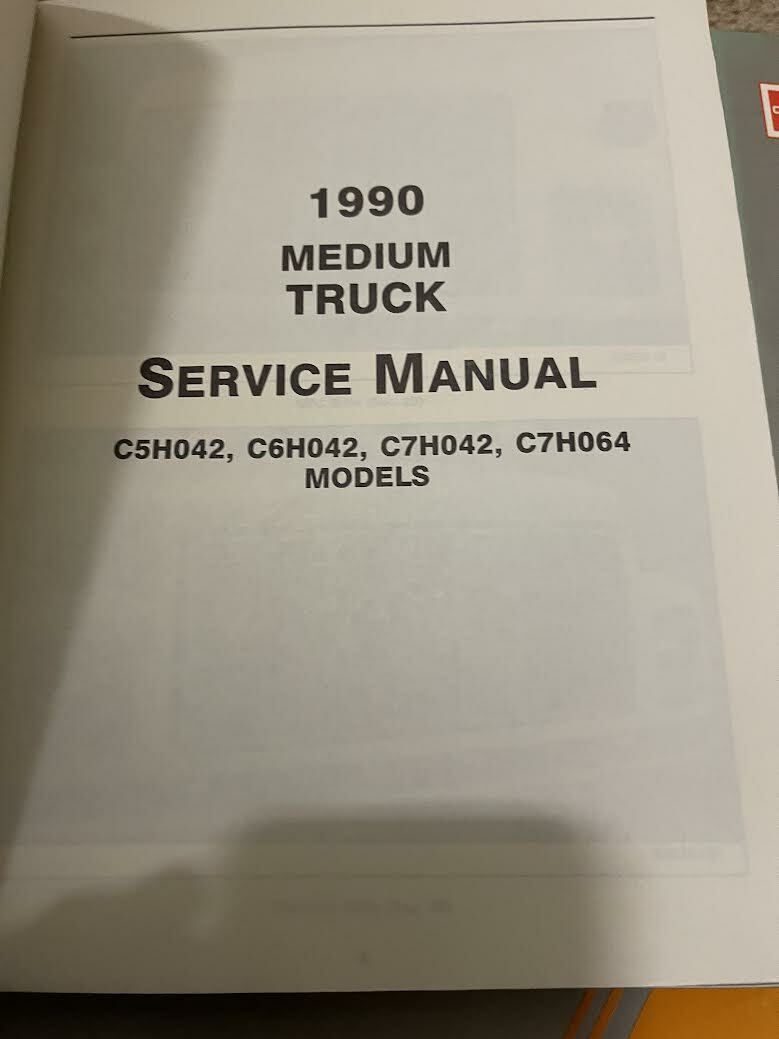 1990
MEDIUM
TRUCK
SERVICE MANUAL
C5H042, C6H042, C7H042, C7H064
MODELS